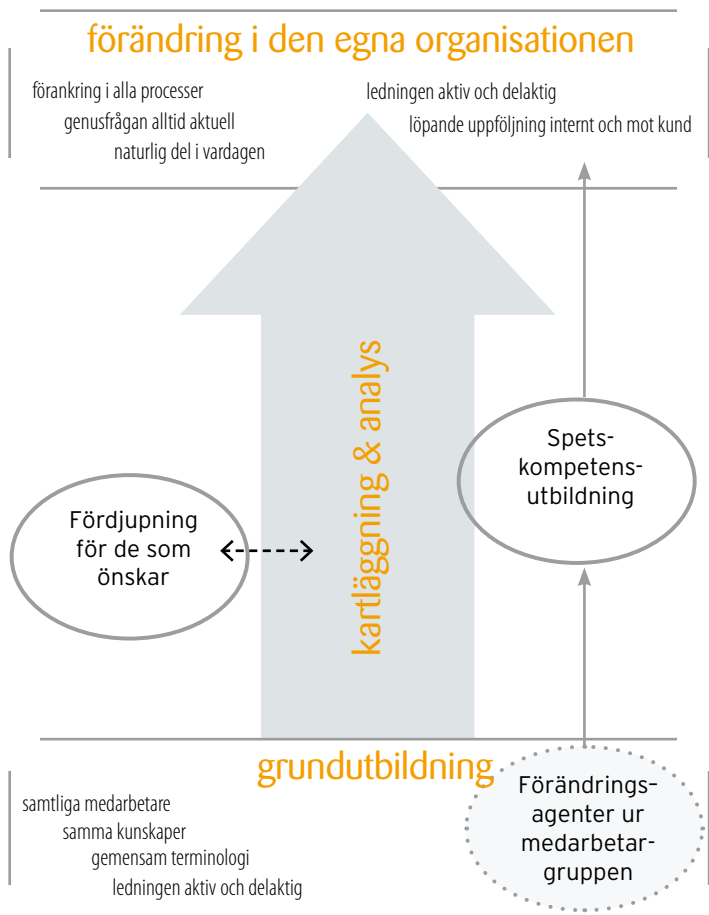 förändring i den egna organisationen
förankring i alla processer
genusfrågan alltid aktuell
naturlig del i vardagen
ledningen aktiv och delaktig
löpande uppföljning internt och mot kund
kartläggning & analys
Spets-
kompetens-
utbildning
Fördjupning
för de som
önskar
grundutbildning
samtliga medarbetare
samma kunskaper
gemensam terminologi
ledningen aktiv och delaktig
Förändrings-
agenter ur
medarbetar-
gruppen